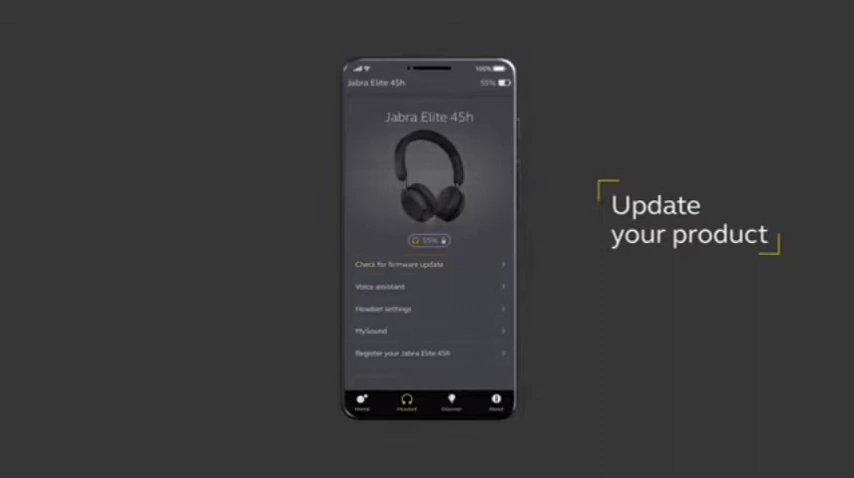 100%
Jabra Elite 45h
55%
Jabra Elite 45h
55%
Check for firmware update
Voice assistant
Headset settings
MySound
Register your Jabra Elite 45h
Home
Headset
Discover
About
Update
your product